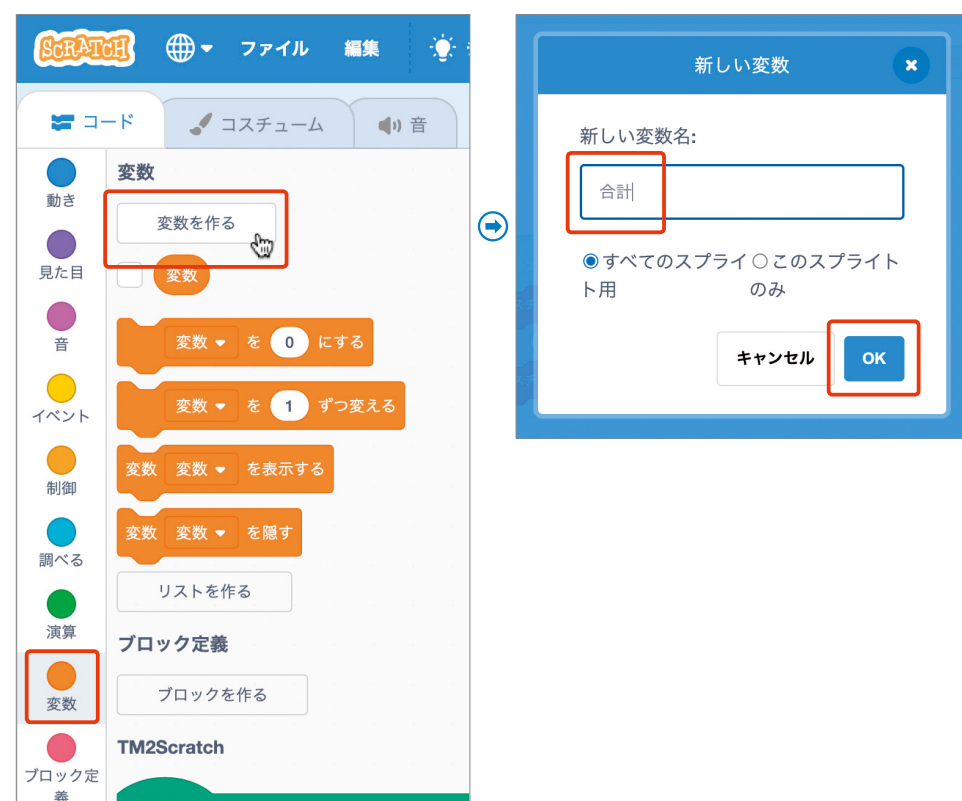 SCRATCH ファイル 編集
コード コスチューム 音
動き
見た目
音
イベント
制御
調べる
演算
変数
ブロック定
義
変数
変数を作る
変数
変数 を 0 にする
変数 を 1 ずつ変える
変数 変数 を表示する
変数 変数 を隠す
リストを作る
ブロック定義
ブロックを作る
TM2Scratch
新しい変数
新しい変数名:
合計
すべてのスプライ このスプライト
ト用 のみ
キャンセル OK